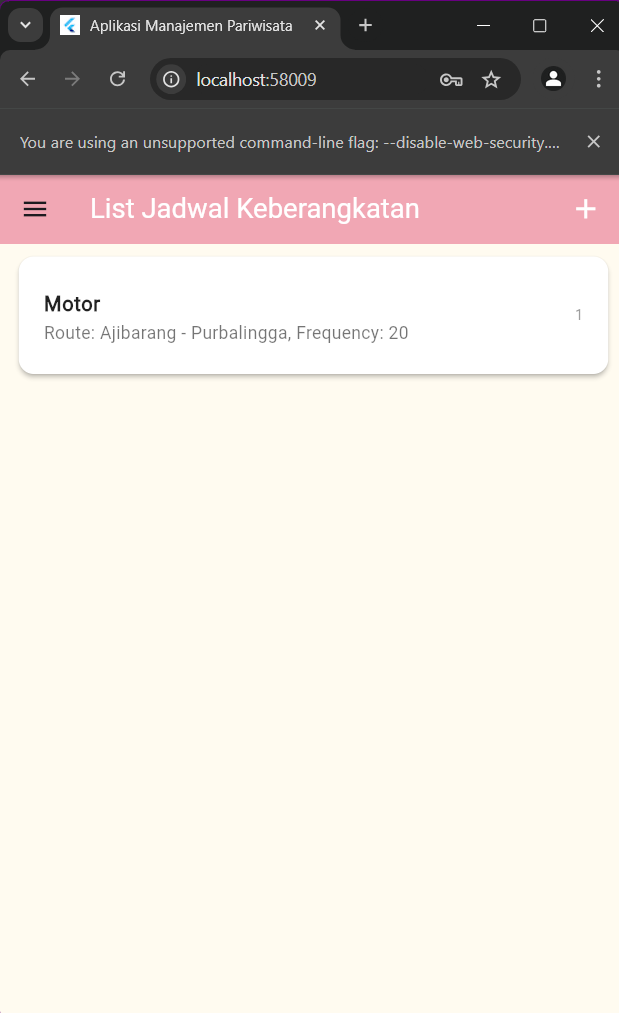 Aplikasi Manajemen Pariwisata
localhost:58009
You are using an unsupported command-line flag: --disable-web-security....
List Jadwal Keberangkatan
Motor
1
Route: Ajibarang - Purbalingga, Frequency: 20